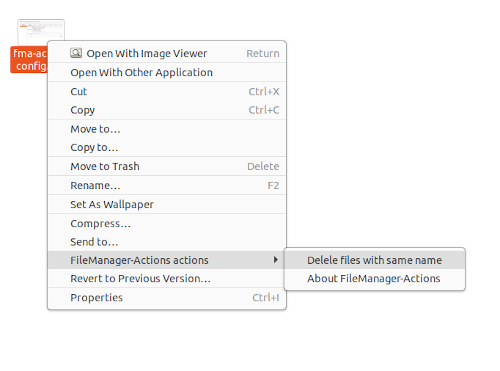 fma-ac
config
Open With Image Viewer Return
Open With Other Application
Cut Ctrl+X
Copy Ctrl+C
Move to...
Copy to...
Move to Trash Delete
Rename... F2
Set As Wallpaper
Compress...
Send to...
FileManager-Actions actions
Delele files with same name
Revert to Previous Version...
About FileManager-Actions
Properties Ctrl+I